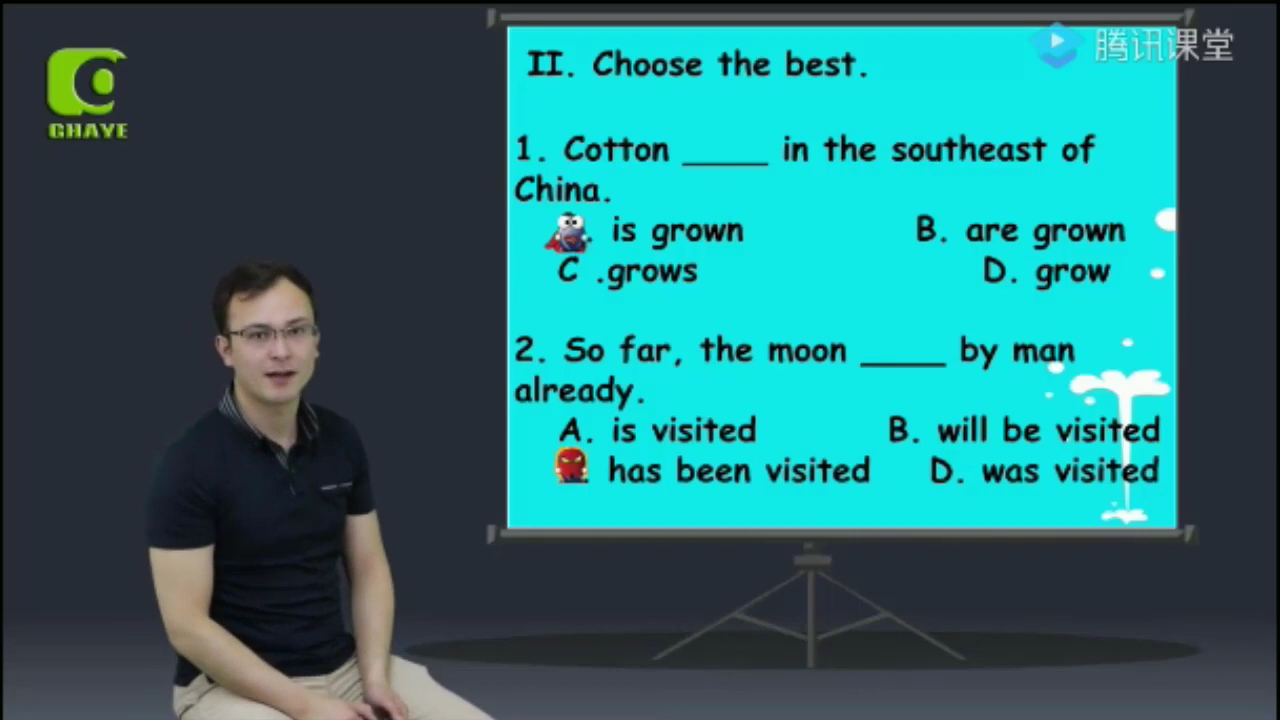 腾讯课堂
CHAYE
II. Choose the best.
1. Cotton _____ in the southeast of
China.
. is grown B. are grown
C .grows D. grow
2. So far, the moon _____ by man
already.
A. is visited B. will be visited
has been visited D. was visited